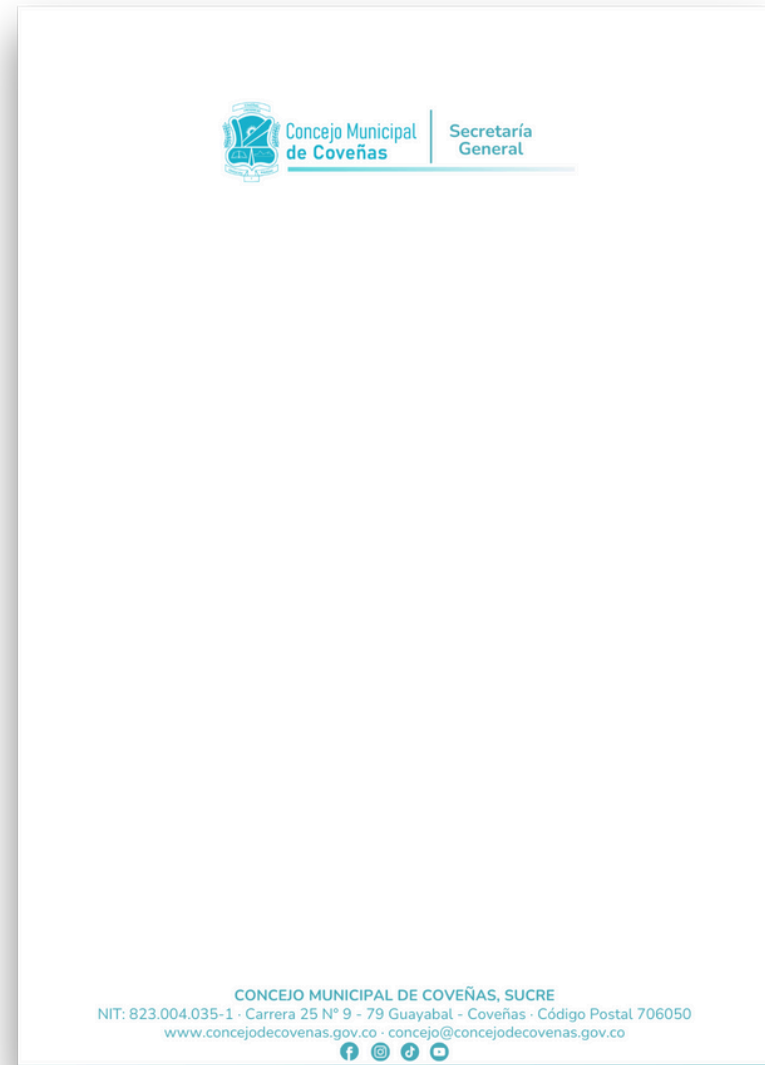 Concejo Municipal
de Coveñas
Secretaría
General
CONCEJO MUNICIPAL DE COVEÑAS, SUCRE
NIT: 823.004.035-1 · Carrera 25 N° 9 - 79 Guayabal - Coveñas · Código Postal 706050
www.concejodecovenas.gov.co · concejo@concejodecovenas.gov.co